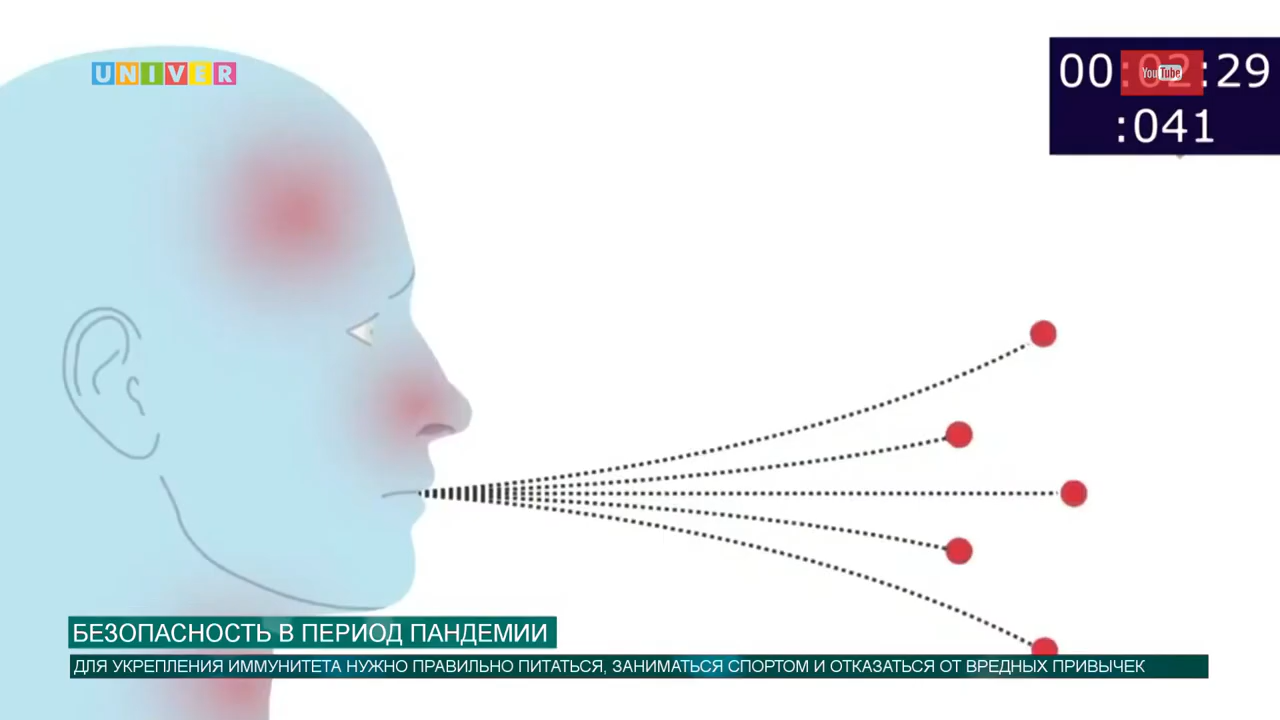 UNIVER
00:02:29
:041
YouTube
БЕЗОПАСНОСТЬ В ПЕРИОД ПАНДЕМИИ
ДЛЯ УКРЕПЛЕНИЯ ИММУНИТЕТА НУЖНО ПРАВИЛЬНО ПИТАТЬСЯ, ЗАНИМАТЬСЯ СПОРТОМ И ОТКАЗАТЬСЯ ОТ ВРЕДНЫХ ПРИВЫЧЕК